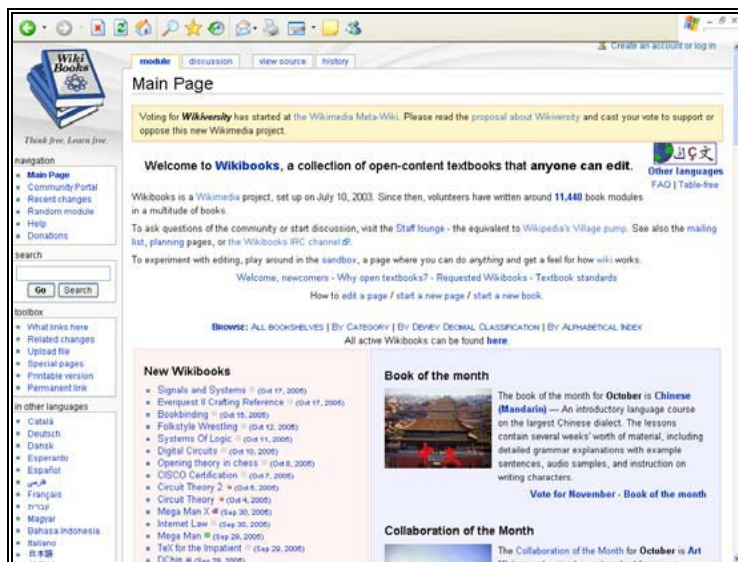 Create an account or log in
Wiki
Books
Think free. Learn free.
module
discussion
view source
history
Main Page
Voting for Wikiversity has started at the Wikimedia Meta-Wiki. Please read the proposal about Wikiversity and cast your vote to support or
oppose this new Wikimedia project.
Welcome to Wikibooks, a collection of open-content textbooks that anyone can edit.
Other languages
FAQ | Table-free
Wikibooks is a Wikimedia project, set up on July 10, 2003. Since then, volunteers have written around 11,440 book modules
in a multitude of books.
To ask questions of the community or start discussion, visit the Staff lounge - the equivalent to Wikipedia's Village pump. See also the mailing
list, planning pages, or the Wikibooks IRC channel.
To experiment with editing, play around in the sandbox, a page where you can do anything and get a feel for how wiki works.
Welcome, newcomers - Why open textbooks? - Requested Wikibooks - Textbook standards
How to edit a page / start a new page / start a new book.
BROWSE: ALL BOOKSHELVES | BY CATEGORY | BY DEWEY DECIMAL CLASSIFICATION | BY ALPHABETICAL INDEX
All active Wikibooks can be found here.
navigation
Main Page
Community Portal
Recent changes
Random module
Help
Donations
search
Go
Search
toolbox
What links here
Related changes
Upload file
Special pages
Printable version
Permanent link
in other languages
Català
Deutsch
Dansk
Esperanto
Español
فارسی
Français
עברית
Magyar
Bahasa Indonesia
Italiano
日本語
New Wikibooks
Signals and Systems (Oct 17, 2005)
Everquest II Crafting Reference (Oct 17, 2005)
Bookbinding (Oct 15, 2005)
Folkstyle Wrestling (Oct 12, 2005)
Systems Of Logic (Oct 11, 2005)
Digital Circuits (Oct 10, 2005)
Opening theory in chess (Oct 8, 2005)
CISCO Certification (Oct 7, 2005)
Circuit Theory 2 (Oct 5, 2005)
Circuit Theory (Oct 4, 2005)
Mega Man X (Sep 30, 2005)
Internet Law (Sep 30, 2005)
Mega Man (Sep 29, 2005)
TeX for the Impatient (Sep 29, 2005)
DChip (Sep 29, 2005)
Book of the month
The book of the month for October is Chinese
(Mandarin) — An introductory language course
on the largest Chinese dialect. The lessons
contain several weeks' worth of material, including
detailed grammar explanations with example
sentences, audio samples, and instruction on
writing characters.
中文
Vote for November - Book of the month
Collaboration of the Month
The Collaboration of the Month for October is Art